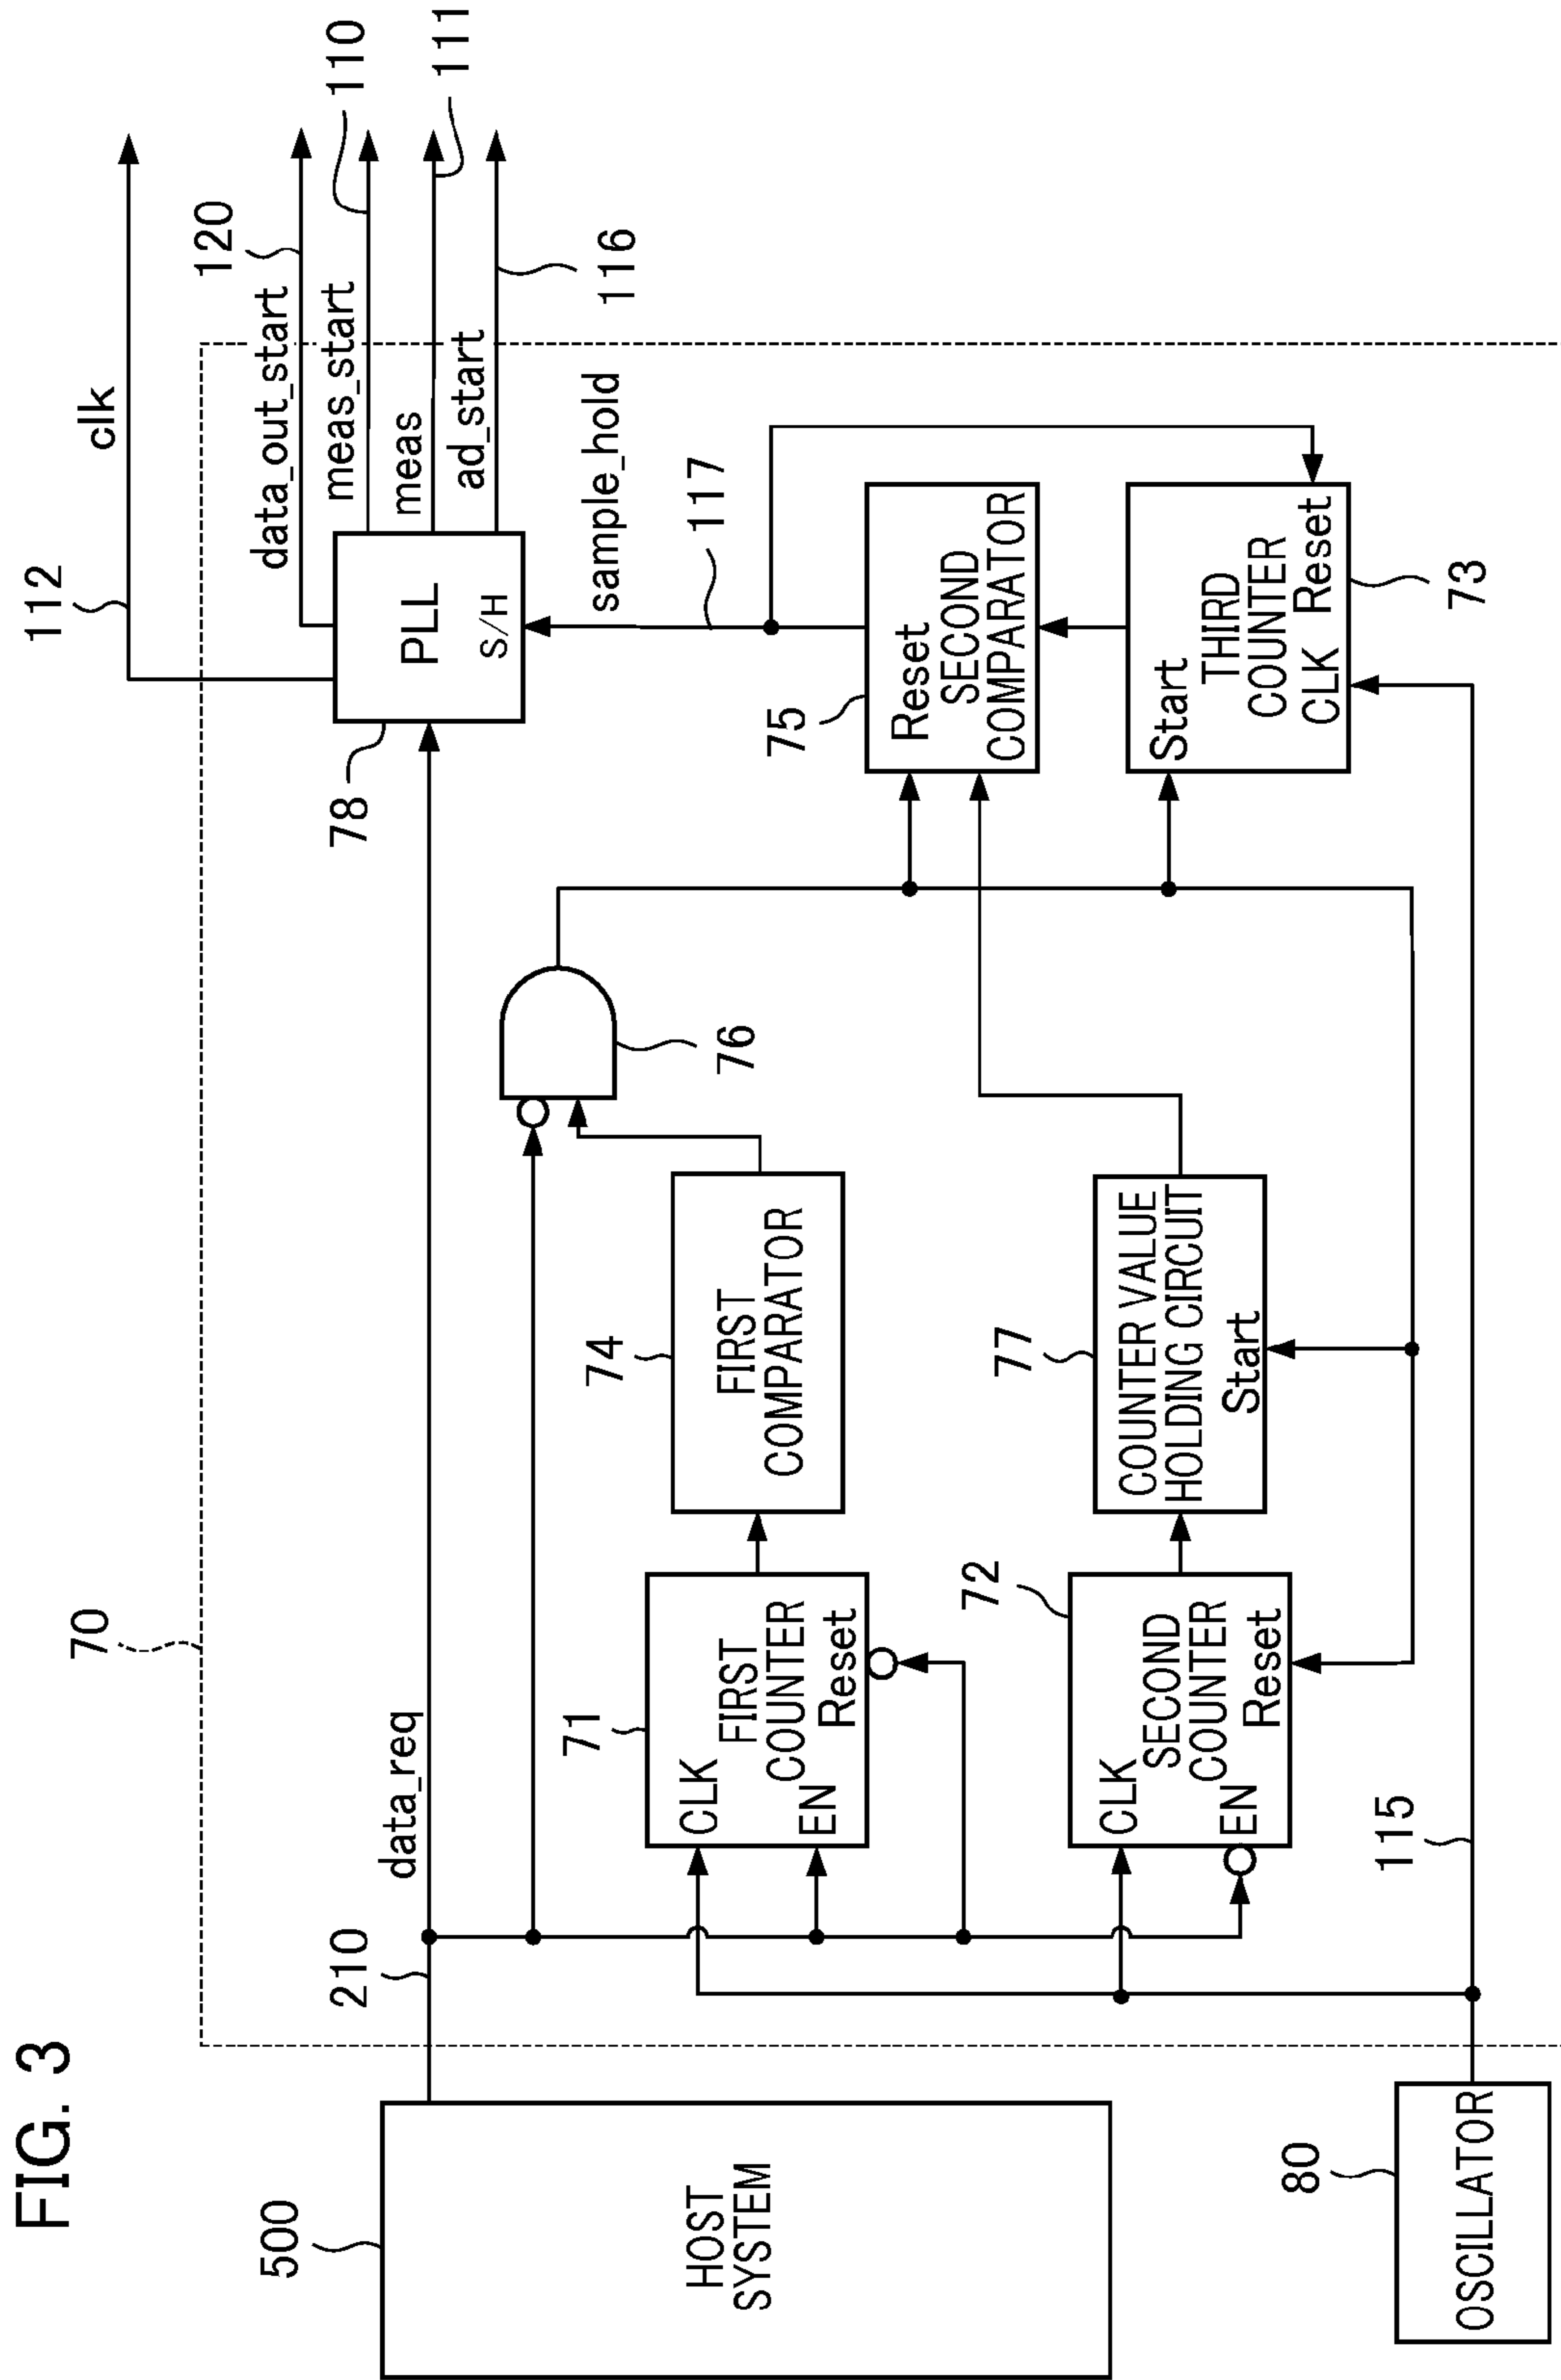 FIG. 3
70
112
clk
120
data_out_start
110
meas_start
111
meas
ad_start
116
500
HOST
SYSTEM
210
data_req
78
PLL
S/H
sample_hold
117
76
71
CLK
FIRST
COUNTER
EN
Reset
74
FIRST
COMPARATOR
75
Reset
SECOND
COMPARATOR
72
CLK
SECOND
COUNTER
EN
Reset
77
COUNTER VALUE
HOLDING CIRCUIT
Start
Start
THIRD
COUNTER
CLK Reset
73
80
OSCILLATOR
115